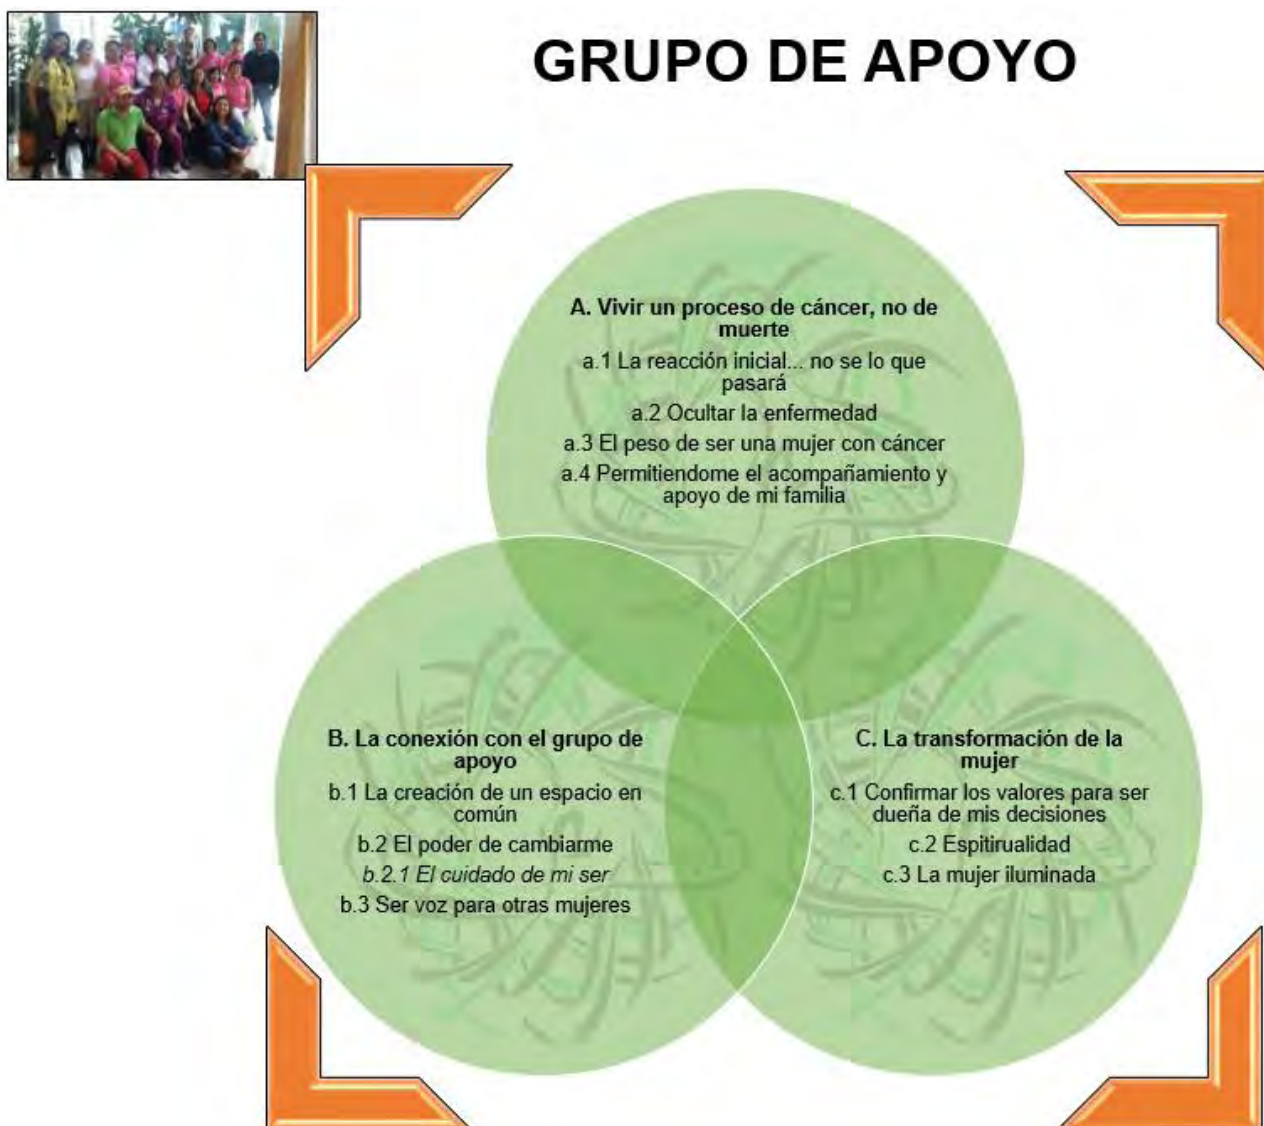 GRUPO DE APOYO
A. Vivir un proceso de cáncer, no de
muerte
a.1 La reacción inicial... no se lo que
pasará
a.2 Ocultar la enfermedad
a.3 El peso de ser una mujer con cáncer
a.4 Permitiendome el acompañamiento y
apoyo de mi familia
B. La conexión con el grupo de
apoyo
b.1 La creación de un espacio en
común
b.2 El poder de cambiarme
b.2.1 El cuidado de mi ser
b.3 Ser voz para otras mujeres
C. La transformación de la
mujer
c.1 Confirmar los valores para ser
dueña de mis decisiones
c.2 Espitirualidad
c.3 La mujer iluminada